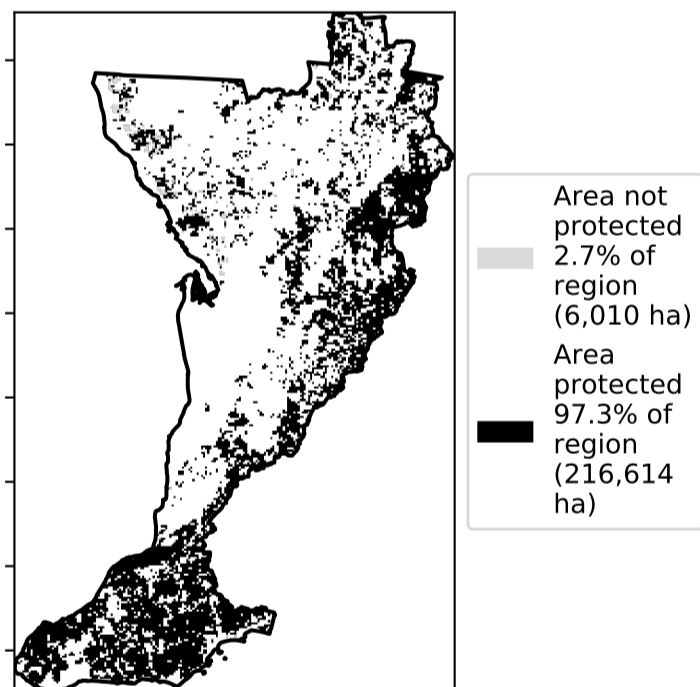 Area not
protected
2.7% of
region
(6,010 ha)
Area
protected
97.3% of
region
(216,614
ha)